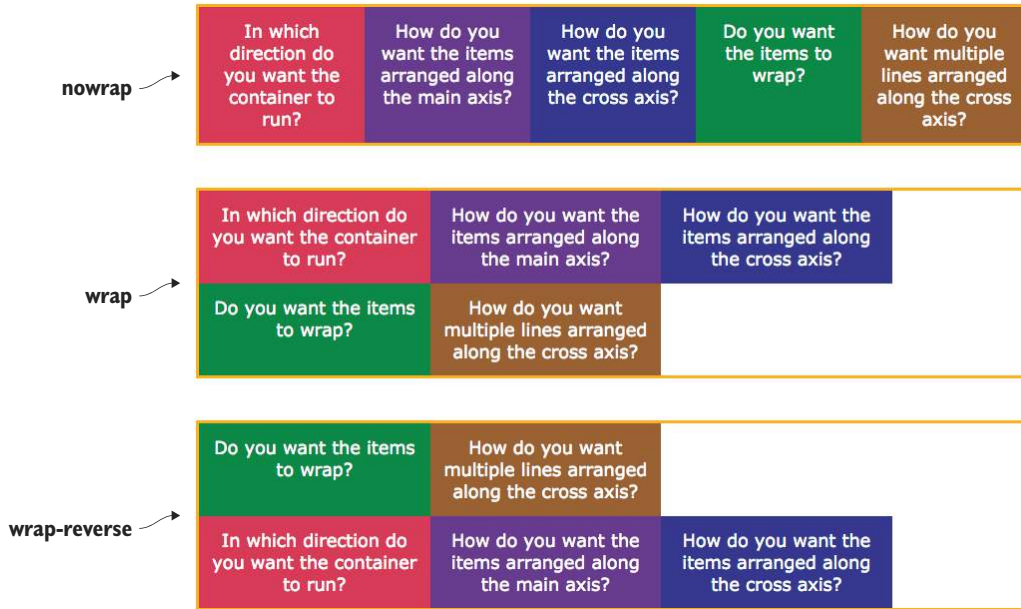 nowrap
In which
direction do
you want the
container to
run?
How do you
want the items
arranged along
the main axis?
How do you
want the items
arranged along
the cross axis?
Do you want
the items to
wrap?
How do you
want multiple
lines arranged
along the cross
axis?
wrap
In which direction do
you want the container
to run?
How do you want the
items arranged along
the main axis?
How do you want the
items arranged along
the cross axis?
Do you want the items
to wrap?
How do you want
multiple lines arranged
along the cross axis?
wrap-reverse
Do you want the items
to wrap?
How do you want
multiple lines arranged
along the cross axis?
In which direction do
you want the container
to run?
How do you want the
items arranged along
the main axis?
How do you want the
items arranged along
the cross axis?